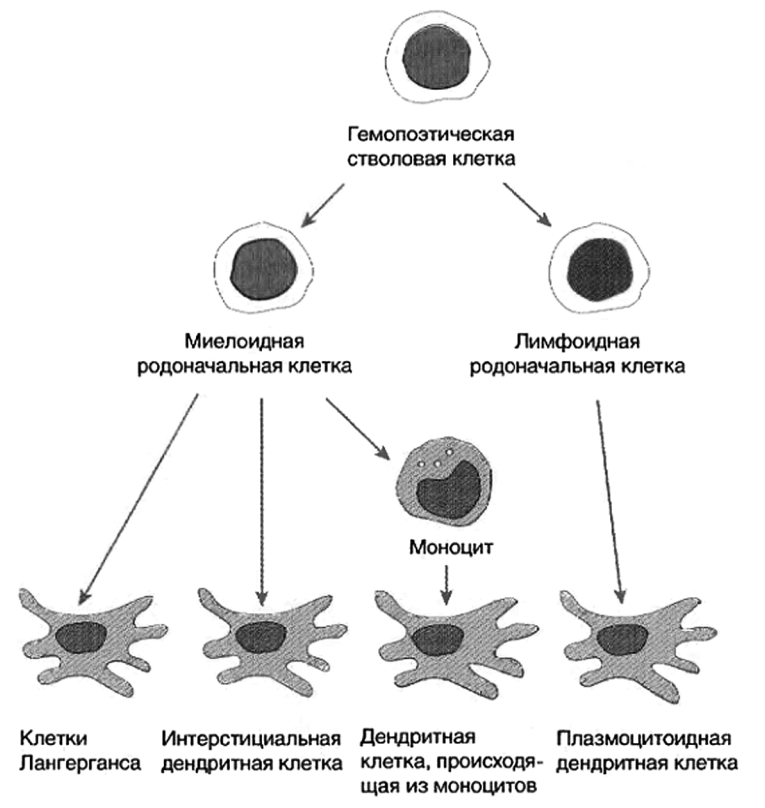 Гемопоэтическая
стволовая клетка
Миелоидная
родоначальная клетка
Лимфоидная
родоначальная клетка
Моноцит
Клетки
Лангерганса
Интерстициальная
дендритная клетка
Дендритная
клетка, происходя-
щая из моноцитов
Плазмоцитоидная
дендритная клетка